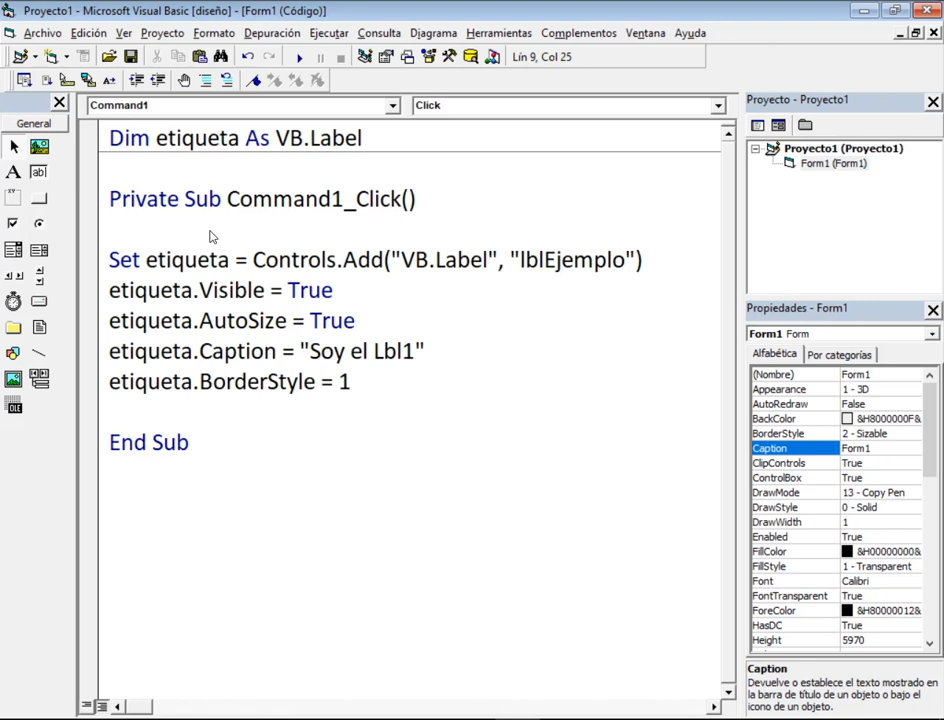 Proyecto1 - Microsoft Visual Basic [diseño] - [Form1 (Código)]
Archivo Edición Ver Proyecto Formato Depuración Ejecutar Consulta Diagrama Herramientas Complementos Ventana Ayuda
Lín 9, Col 25
General
Command1 Click
Dim etiqueta As VB.Label
Private Sub Command1_Click()
Set etiqueta = Controls.Add("VB.Label", "lblEjemplo")
etiqueta.Visible = True
etiqueta.AutoSize = True
etiqueta.Caption = "Soy el Lbl1"
etiqueta.BorderStyle = 1
End Sub
Proyecto - Proyecto1
Proyecto1 (Proyecto1)
Form1 (Form1)
Propiedades - Form1
Form1 Form
Alfabética Por categorías
(Nombre) Form1
Appearance 1 - 3D
AutoRedraw False
BackColor &H8000000F&
BorderStyle 2 - Sizable
Caption Form1
ClipControls True
ControlBox True
DrawMode 13 - Copy Pen
DrawStyle 0 - Solid
DrawWidth 1
Enabled True
FillColor &H00000000&
FillStyle 1 - Transparent
Font Calibri
FontTransparent True
ForeColor &H80000012&
HasDC True
Height 5970
Caption
Devuelve o establece el texto mostrado en
la barra de título de un objeto o bajo el
icono de un objeto.